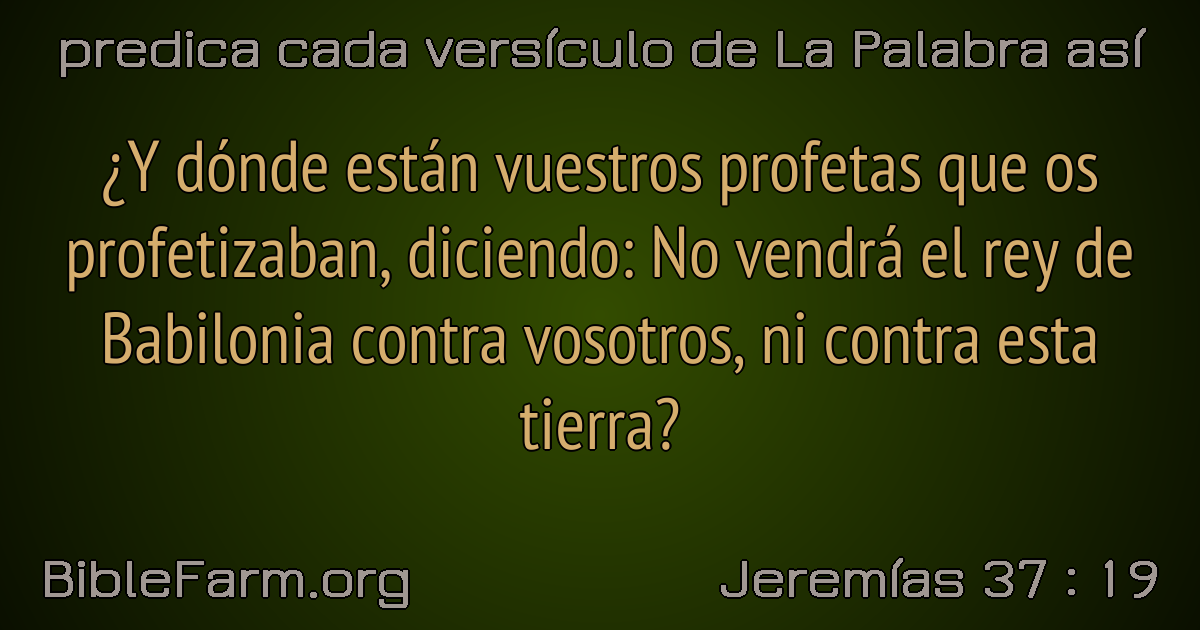 predica cada versículo de La Palabra así
¿Y dónde están vuestros profetas que os
profetizaban, diciendo: No vendrá el rey de
Babilonia contra vosotros, ni contra esta
tierra?
BibleFarm.org
Jeremías 37 : 19